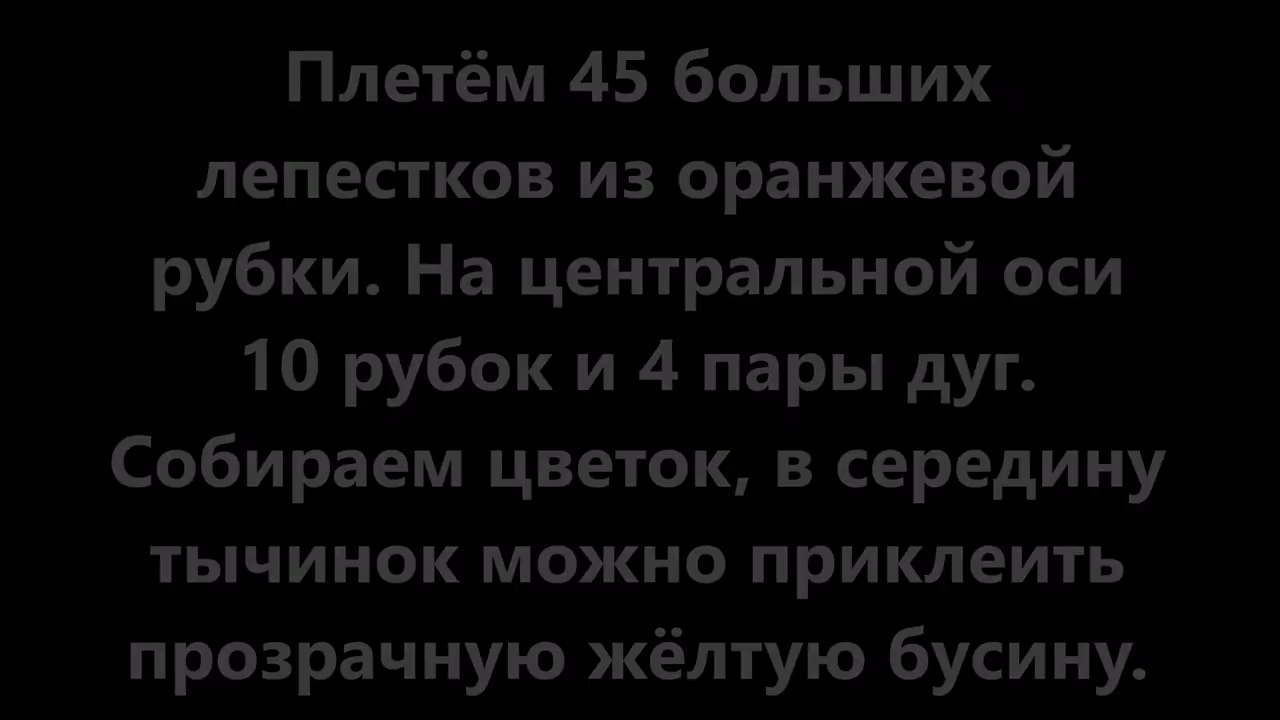 Плетём 45 больших
лепестков из оранжевой
рубки. На центральной оси
10 рубок и 4 пары дуг.
Собираем цветок, в середину
тычинок можно приклеить
прозрачную жёлтую бусину.